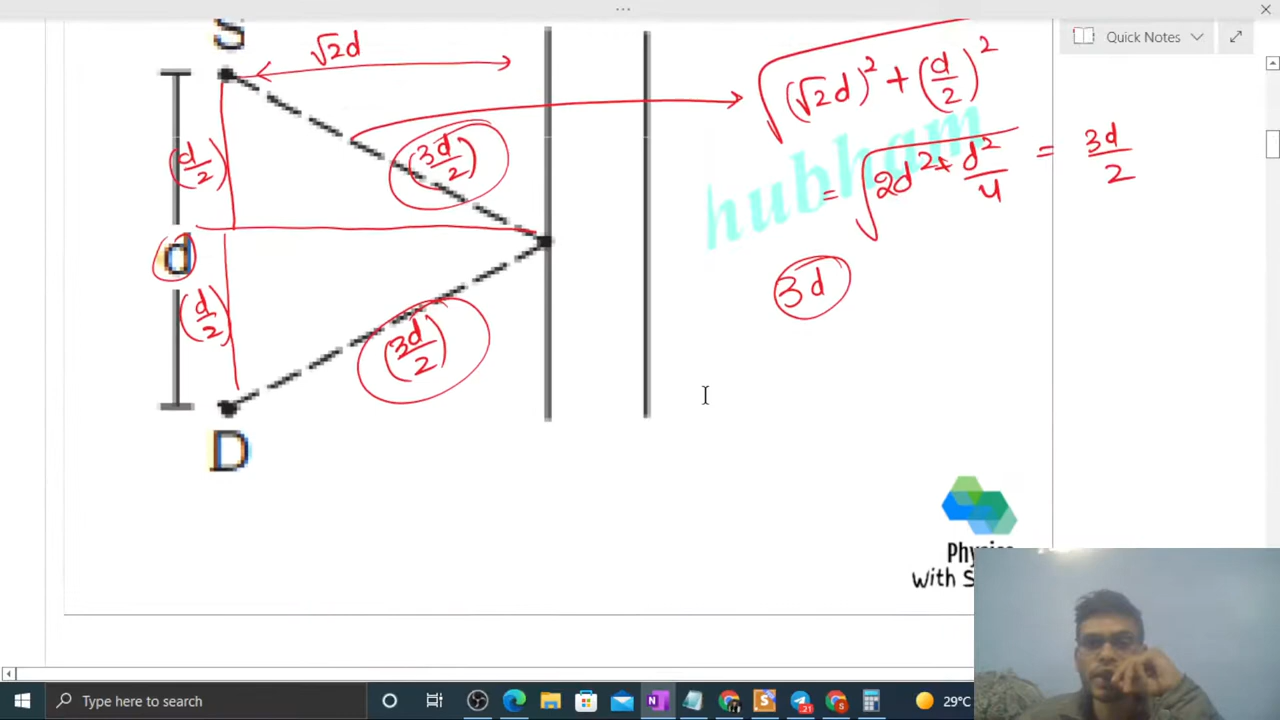 Quick Notes
S
√2d
√(√2d)² + (d/2)²
(d/2)
(3d/2)
hubham
= √2d² + d²/4 = 3d/2
d
3d
(d/2)
(3d/2)
D
With S
Type here to search
21
29°C